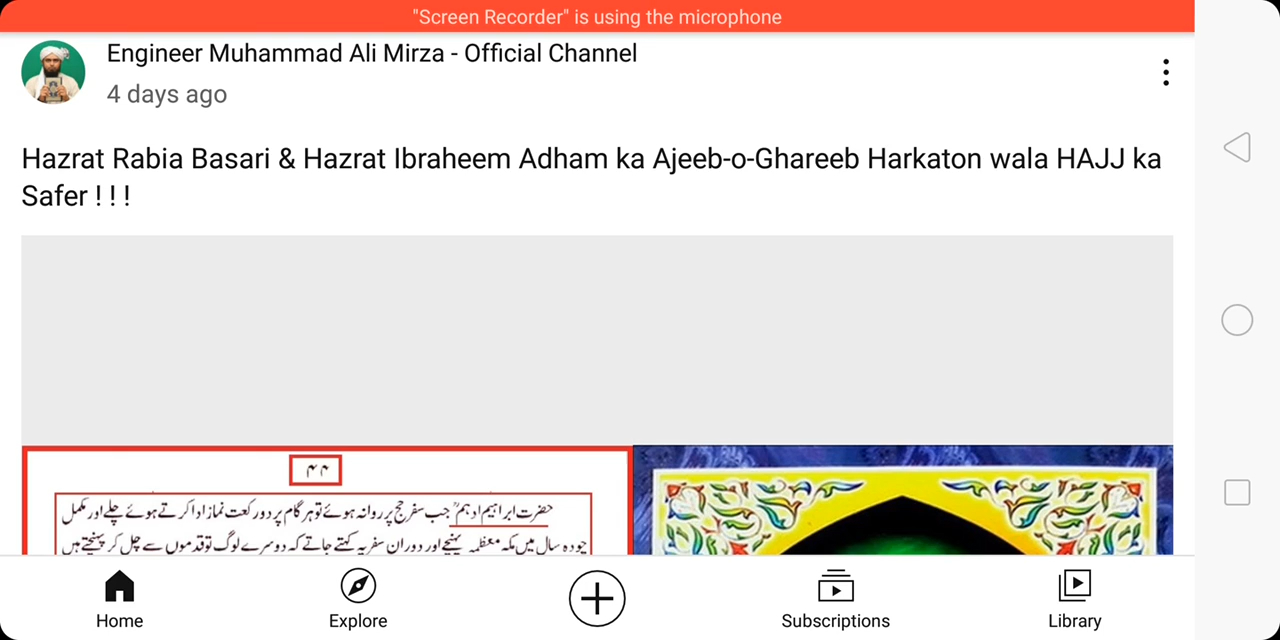 "Screen Recorder" is using the microphone
Engineer Muhammad Ali Mirza - Official Channel
4 days ago
Hazrat Rabia Basari & Hazrat Ibraheem Adham ka Ajeeb-o-Ghareeb Harkaton wala HAJJ ka
Safer ! ! !
۴۴
حضرت ابراہیم ادہمؒ جب سفر حج پر روانہ ہوئے تو ہر گام پر دو رکعت نماز ادا کرتے ہوئے چلے اور مکمل
چودہ سال میں مکہ معظمہ پہنچے اور دوران سفر یہ کہتے جاتے کہ دوسرے لوگ تو قدموں سے چل کر پہنچتے ہیں
Home
Explore
Subscriptions
Library